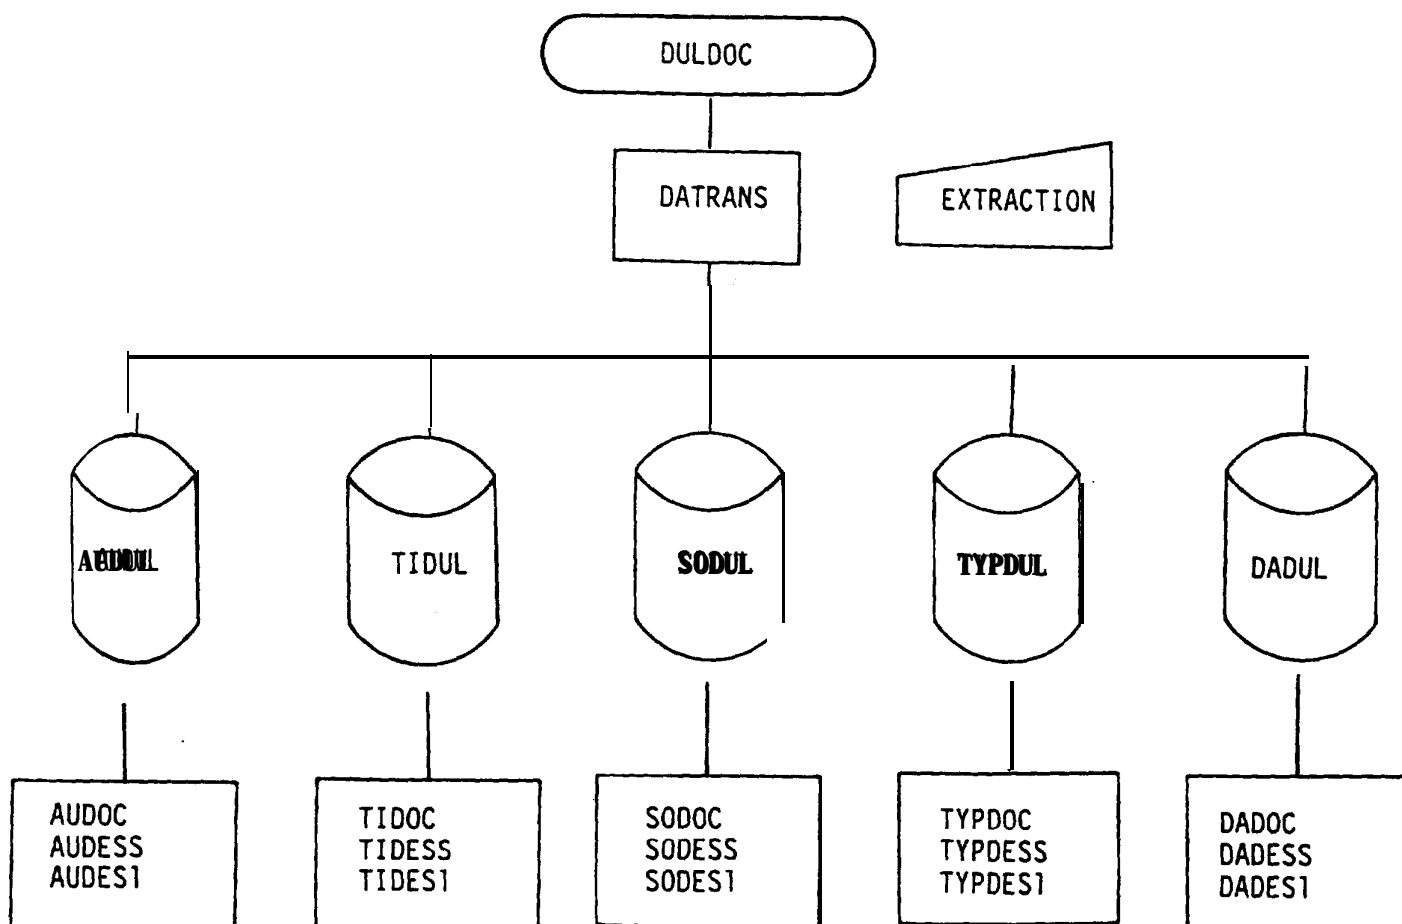 DULDOC
DATRANS
EXTRACTION
AUDUL
TIDUL
SODUL
TYPDUL
DADUL
AUDOC
AUDESS
AUDES1
TIDOC
TIDESS
TIDES1
SODOC
SODESS
SODES1
TYPDOC
TYPDESS
TYPDES1
DADOC
DADESS
DADES1